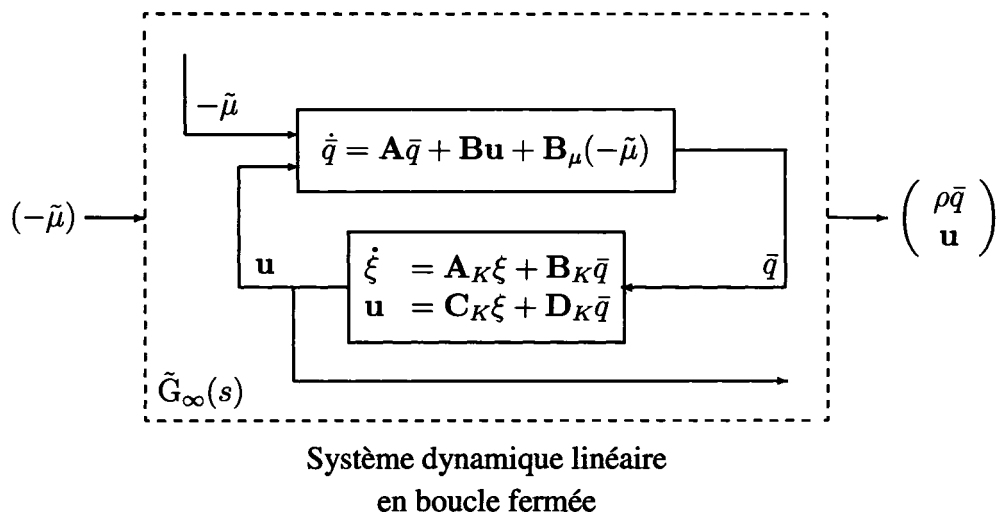 −μ̃
q̄̇ = Aq̄ + Bu + B_μ(−μ̃)
(−μ̃)
( ρq̄
u )
u
q̄
ξ̇ = A_K ξ + B_K q̄
u = C_K ξ + D_K q̄
G̃_∞(s)
Système dynamique linéaire
en boucle fermée